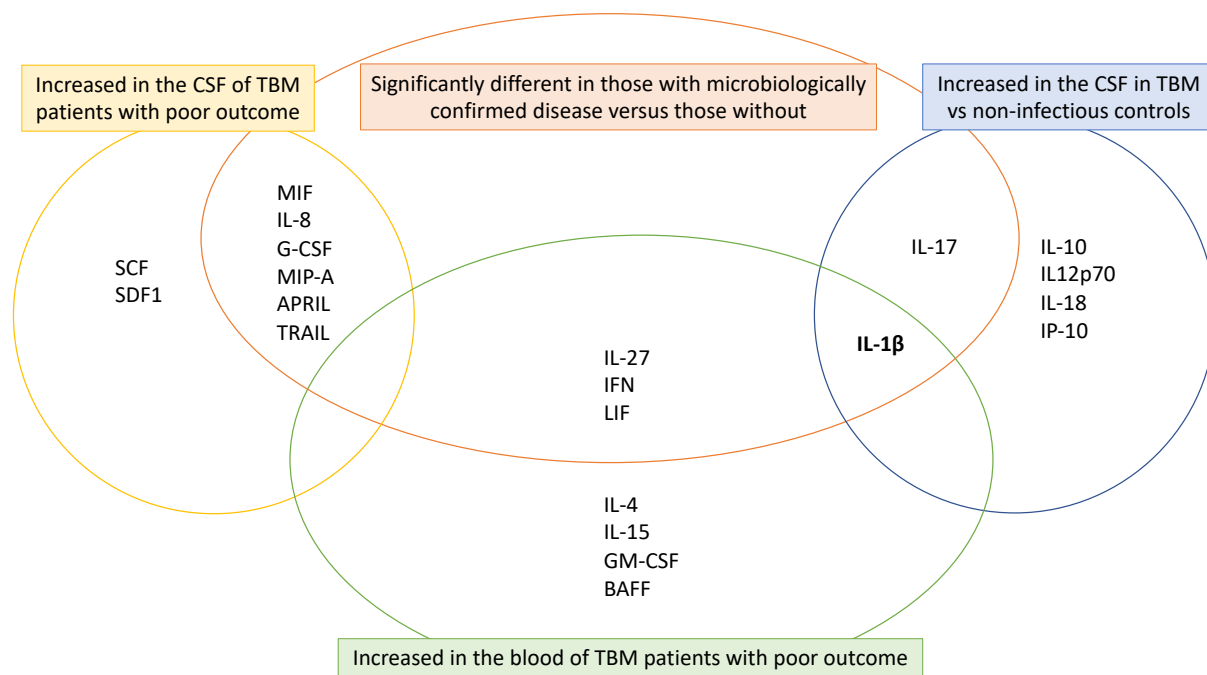 Increased in the CSF of TBM
patients with poor outcome
Significantly different in those with microbiologically
confirmed disease versus those without
Increased in the CSF in TBM
vs non-infectious controls
SCF
SDF1
MIF
IL-8
G-CSF
MIP-A
APRIL
TRAIL
IL-17
IL-10
IL12p70
IL-18
IP-10
IL-1β
IL-27
IFN
LIF
IL-4
IL-15
GM-CSF
BAFF
Increased in the blood of TBM patients with poor outcome